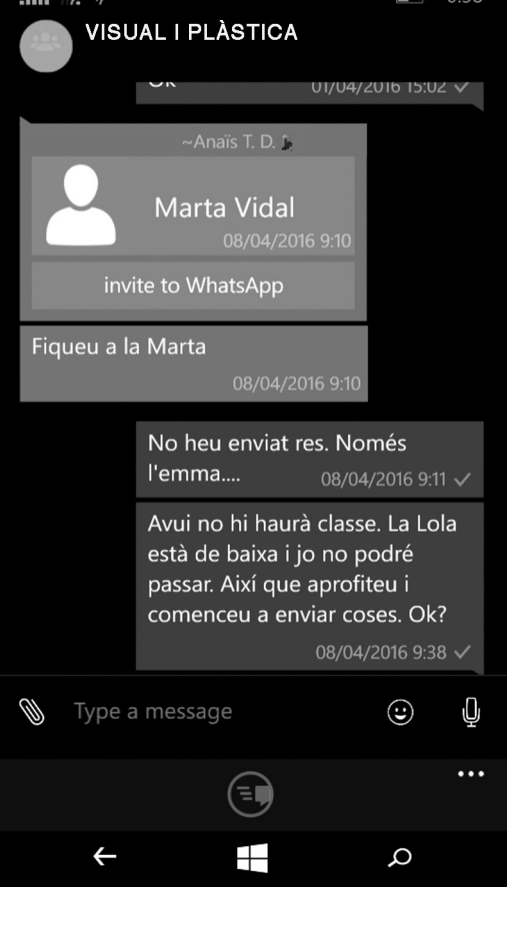 VISUAL I PLÀSTICA
Ok
01/04/2016 15:02
~Anaïs T. D.
Marta Vidal
08/04/2016 9:10
invite to WhatsApp
Fiqueu a la Marta
08/04/2016 9:10
No heu enviat res. Només
l'emma.... 08/04/2016 9:11
Avui no hi haurà classe. La Lola
està de baixa i jo no podré
passar. Així que aprofiteu i
comenceu a enviar coses. Ok?
08/04/2016 9:38
Type a message